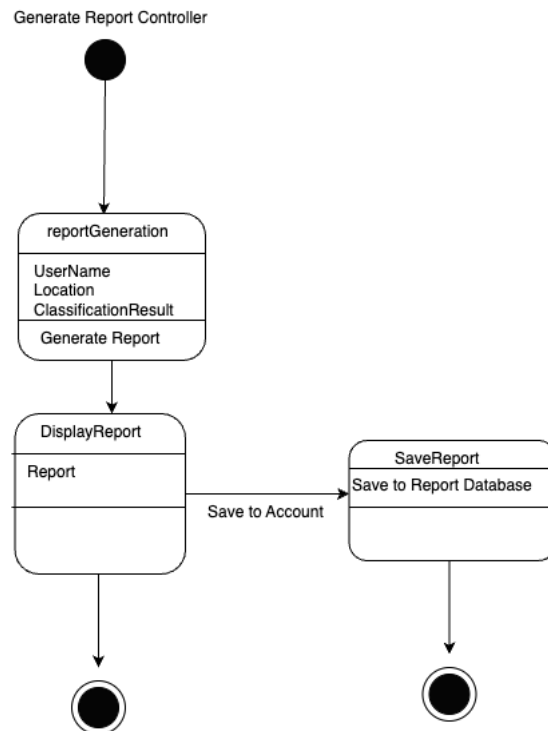 Generate Report Controller
reportGeneration
UserName
Location
ClassificationResult
Generate Report
DisplayReport
Report
Save to Account
SaveReport
Save to Report Database